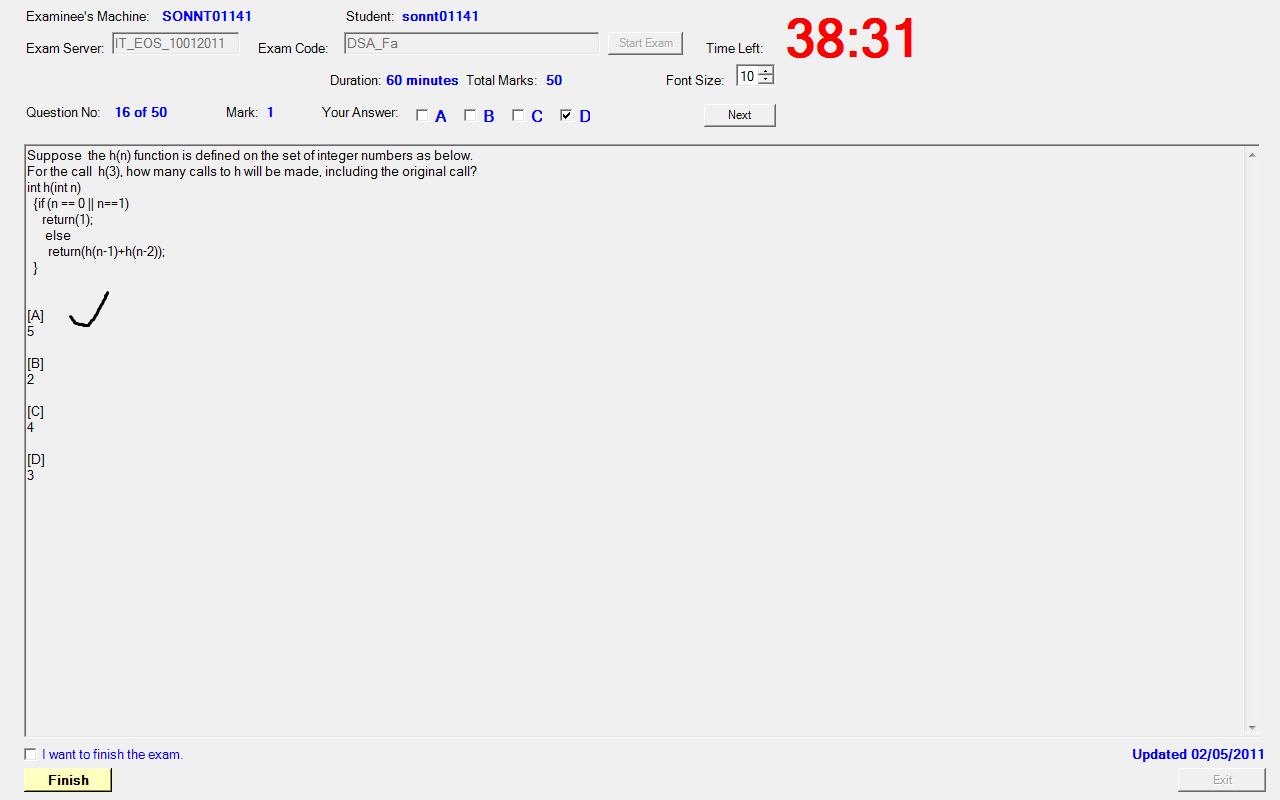 Examinee's Machine: SONNT01141 Student: sonnt01141
Exam Server: IT_EOS_10012011 Exam Code: DSA_Fa Start Exam Time Left: 38:31
Duration: 60 minutes Total Marks: 50 Font Size: 10
Question No: 16 of 50 Mark: 1 Your Answer: A B C D Next
Suppose the h(n) function is defined on the set of integer numbers as below.
For the call h(3), how many calls to h will be made, including the original call?
int h(int n)
{if (n == 0 || n==1)
return(1);
else
return(h(n-1)+h(n-2));
}
[A]
5
[B]
2
[C]
4
[D]
3
I want to finish the exam. Updated 02/05/2011
Finish Exit